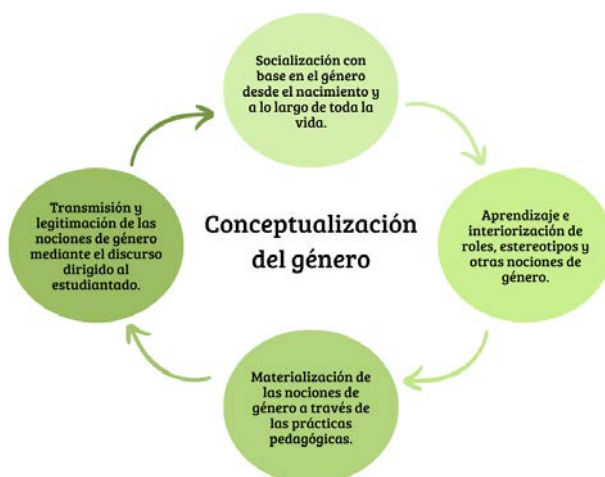 Socialización con
base en el género
desde el nacimiento y
a lo largo de toda la
vida.
Aprendizaje e
interiorización de
roles, estereotipos y
otras nociones de
género.
Materialización de
las nociones de
género a través de
las prácticas
pedagógicas.
Transmisión y
legitimación de las
nociones de género
mediante el discurso
dirigido al
estudiantado.
Conceptualización
del género